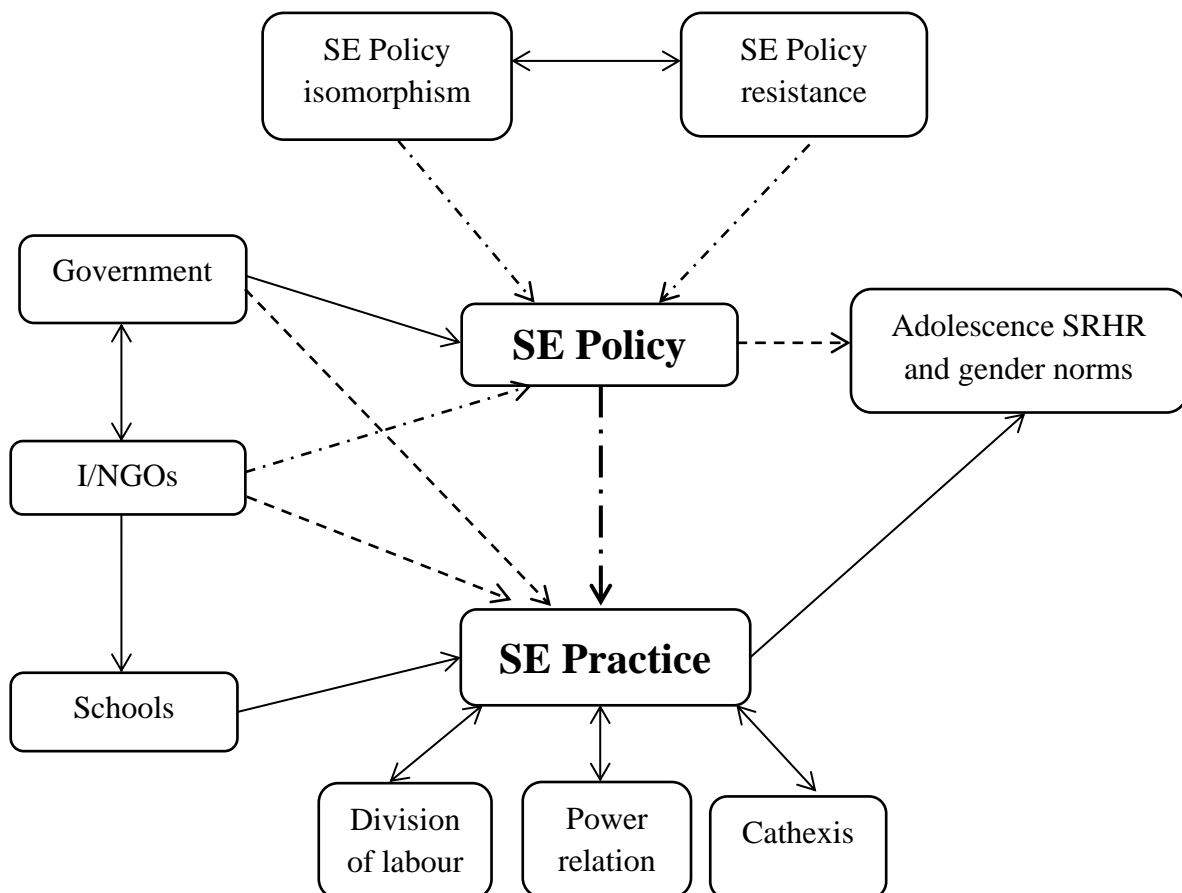 SE Policy
isomorphism
SE Policy
resistance
Government
SE Policy
Adolescence SRHR
and gender norms
I/NGOs
SE Practice
Schools
Division
of labour
Power
relation
Cathexis